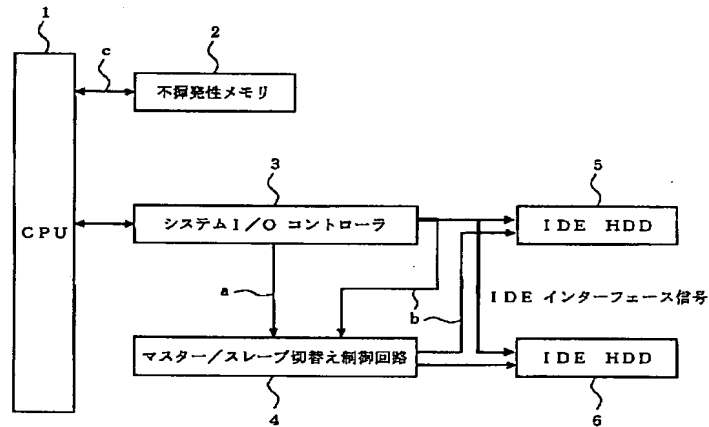 1
c
2
不揮発性メモリ
3
5
CPU
システムI/O コントローラ
IDE HDD
a
b
IDE インターフェース信号
マスター/スレーブ切替え制御回路
IDE HDD
4
6